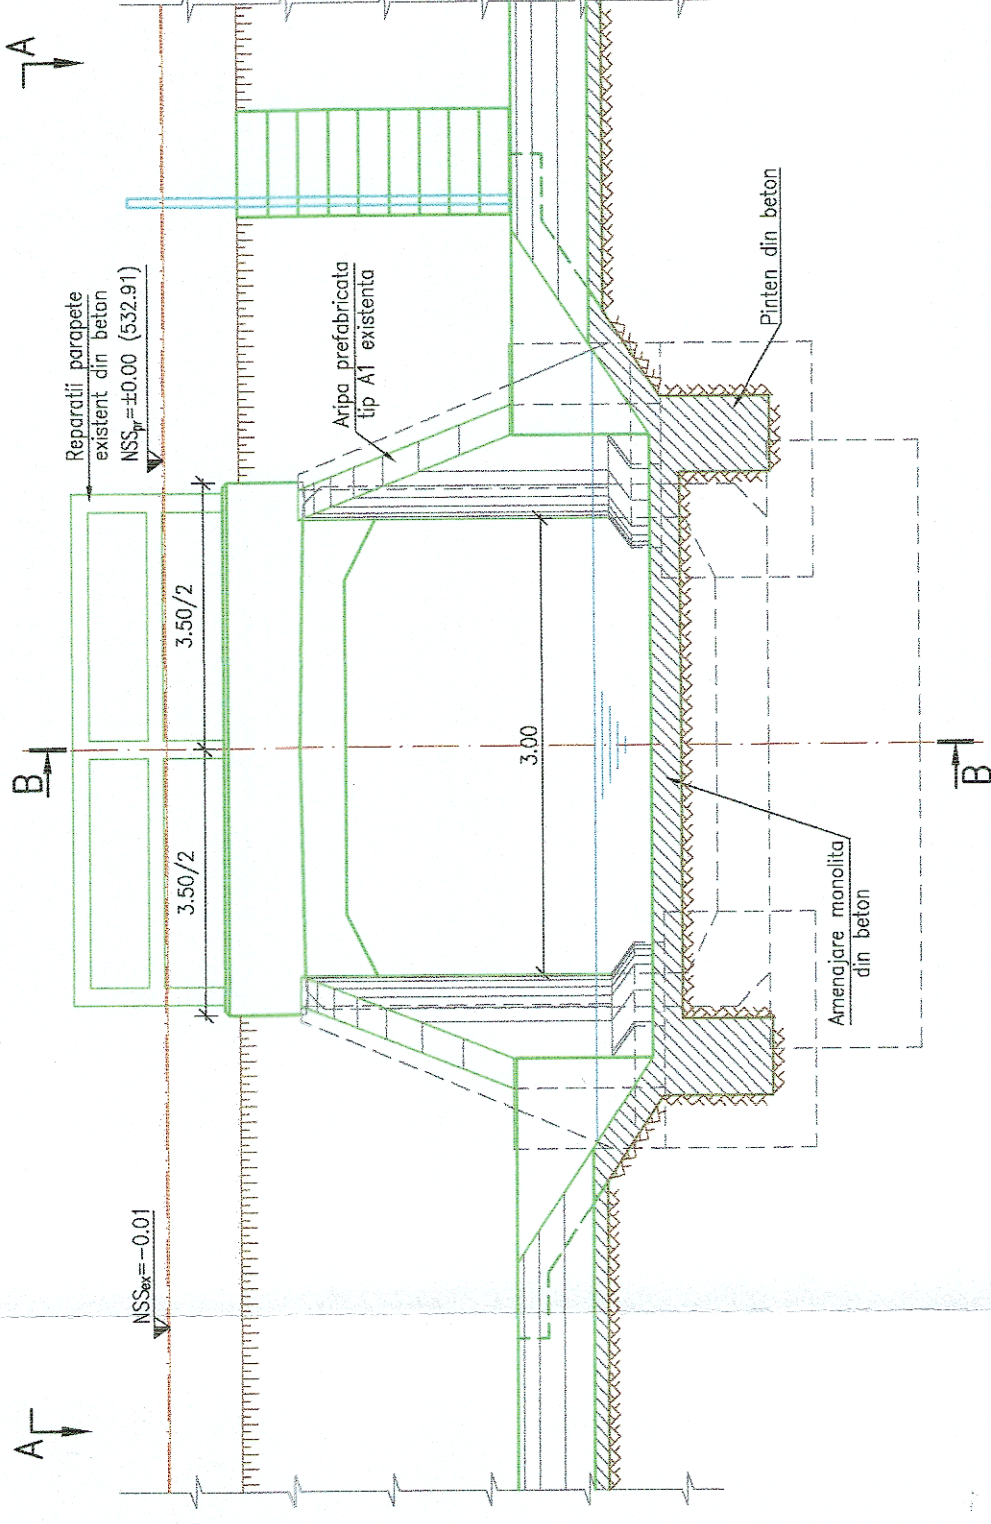 A
A
NSSex=-0.01
Reparatii parapete
existent din beton
NSSpr=±0.00 (532.91)
B
3.50/2
3.50/2
Aripa prefabricata
tip A1 existenta
3.00
Pinten din beton
Amenajare monolita
din beton
B